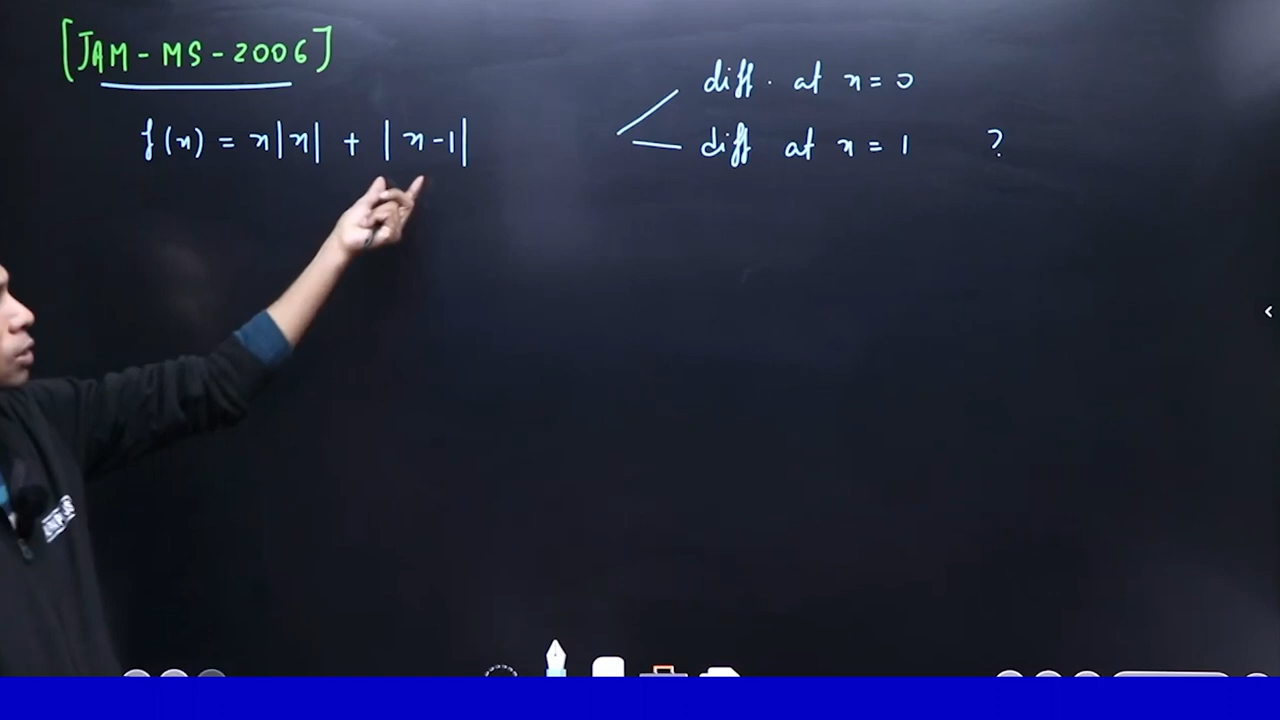 [JAM-MS-2006]
f(x) = x|x| + |x-1|
diff. at x = 0
diff at x = 1 ?